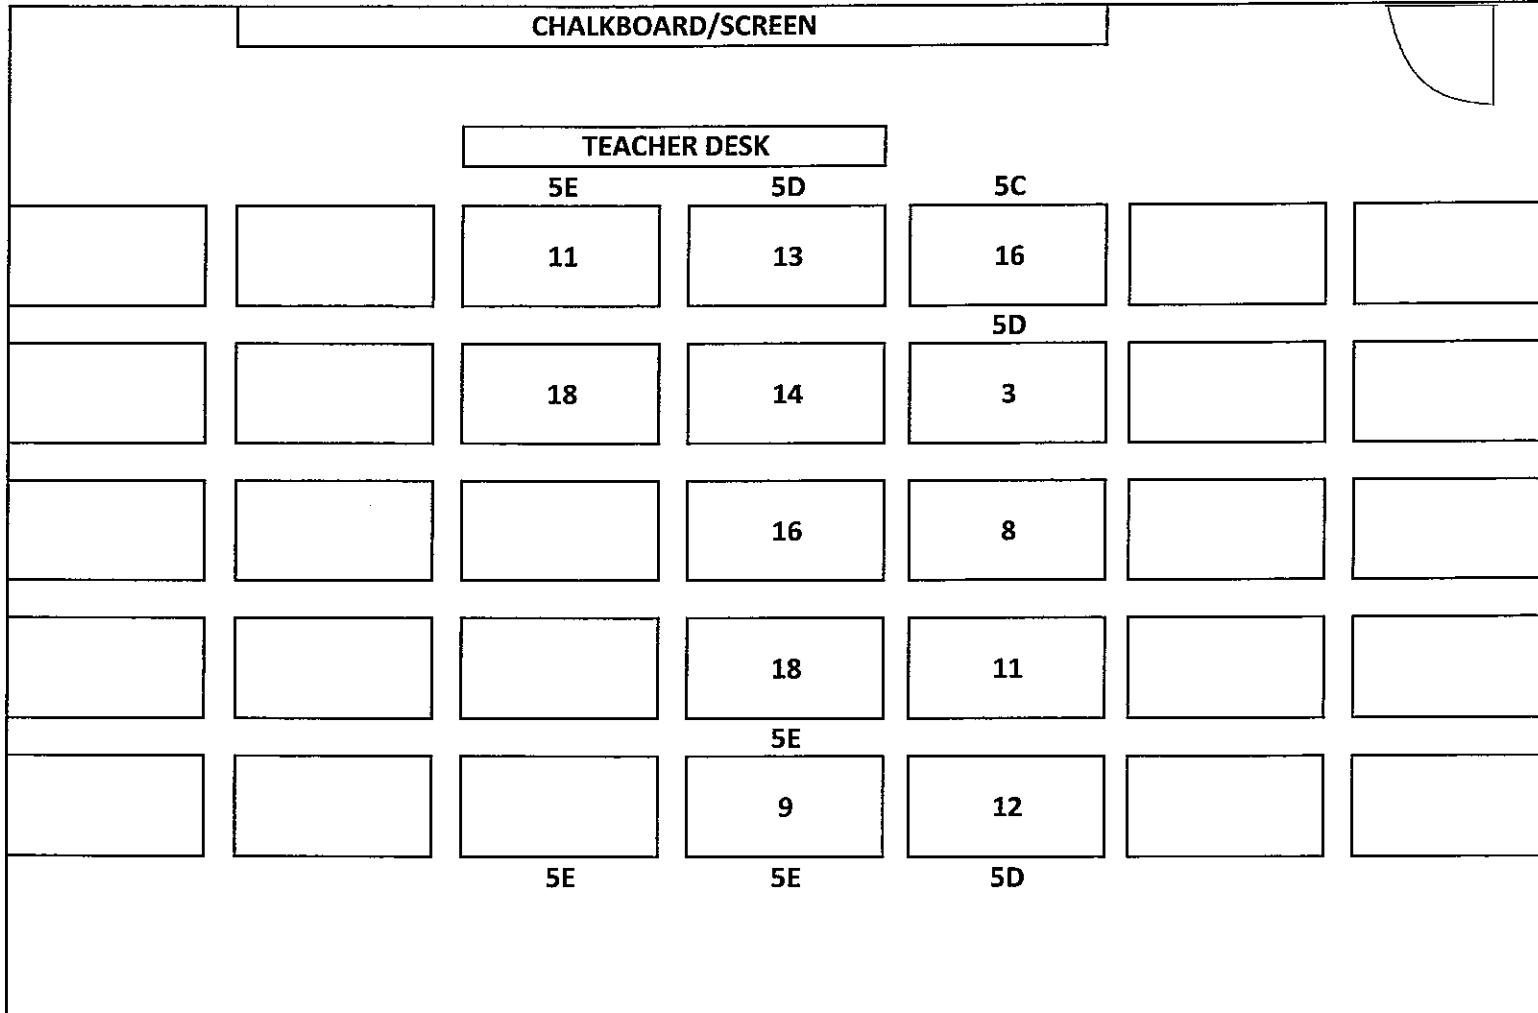 CHALKBOARD/SCREEN
TEACHER DESK
5E 5D 5C
11 13 16
5D
18 14 3
16 8
18 11
5E
9 12
5E 5E 5D